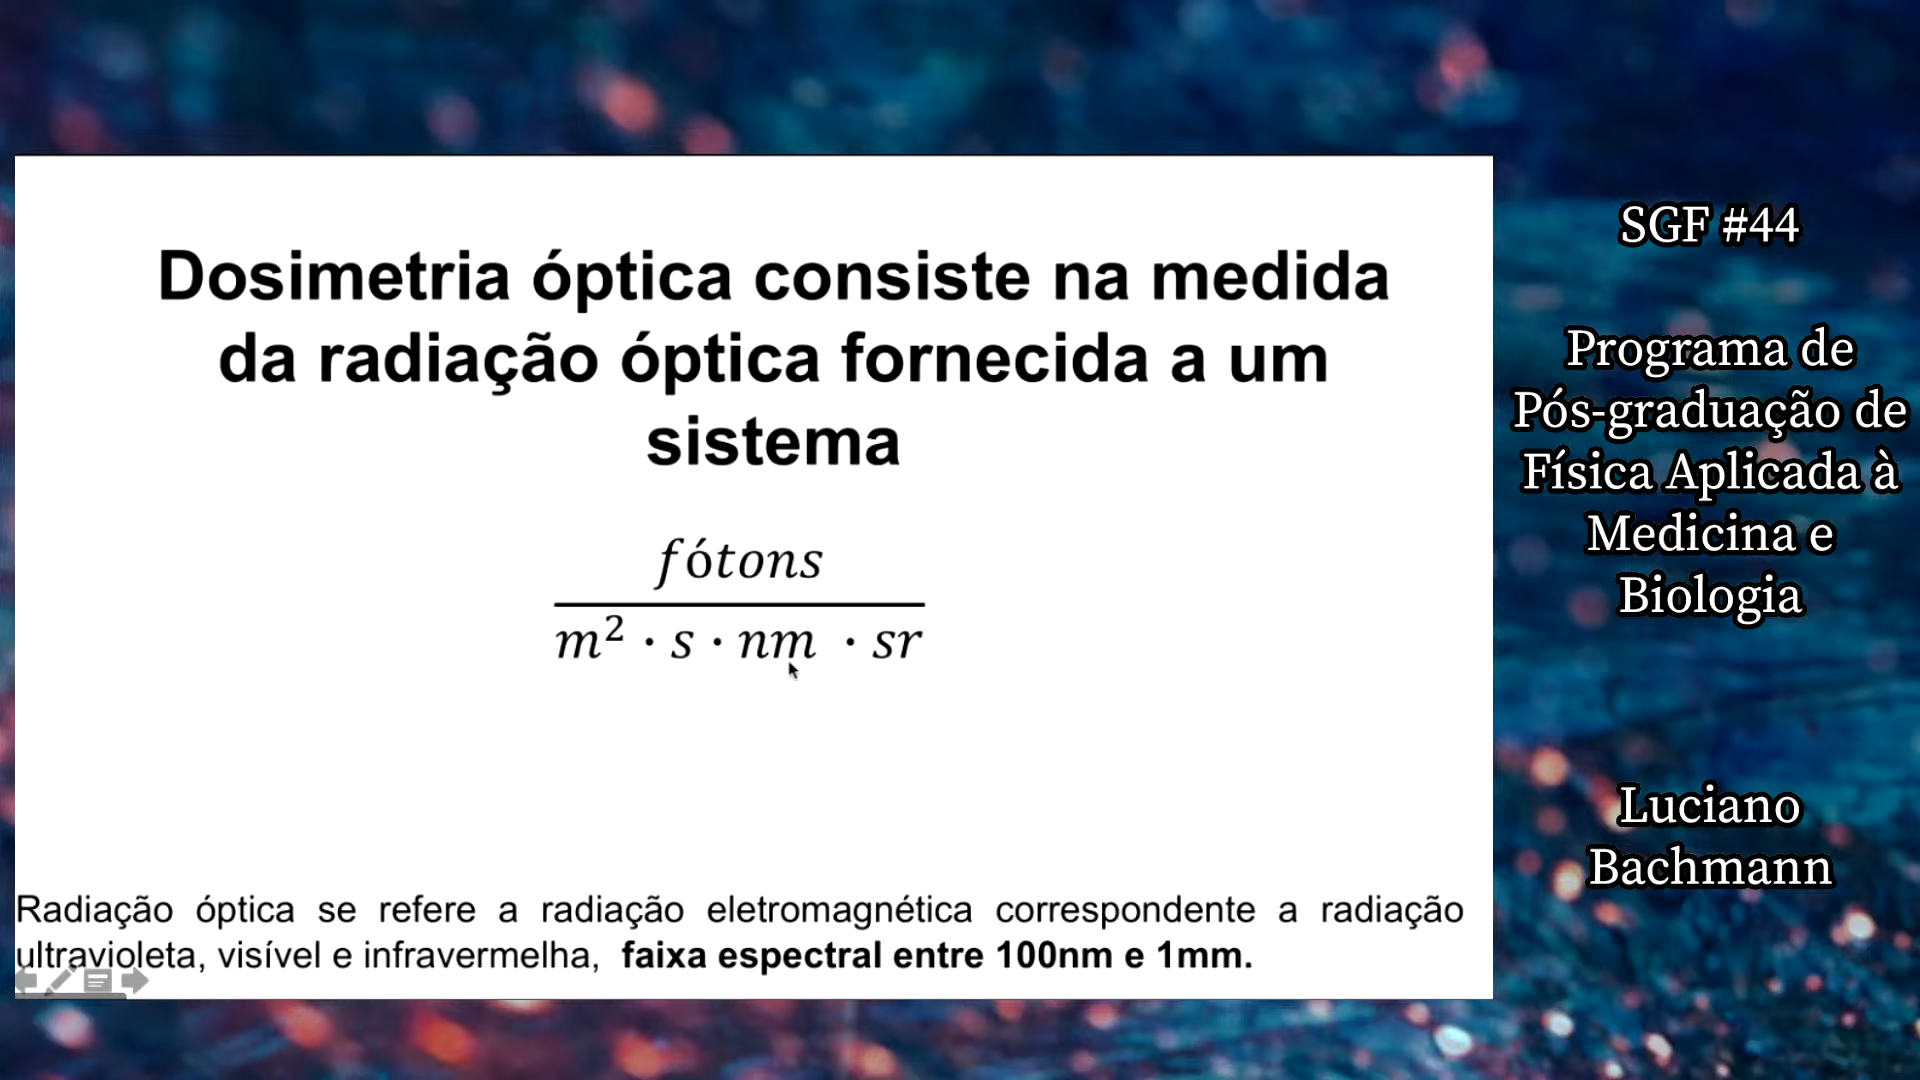 Dosimetria óptica consiste na medida
da radiação óptica fornecida a um
sistema
fótons
m² · s · nm · sr
Radiação óptica se refere a radiação eletromagnética correspondente a radiação
ultravioleta, visível e infravermelha, faixa espectral entre 100nm e 1mm.
SGF #44
Programa de
Pós-graduação de
Física Aplicada à
Medicina e
Biologia
Luciano
Bachmann